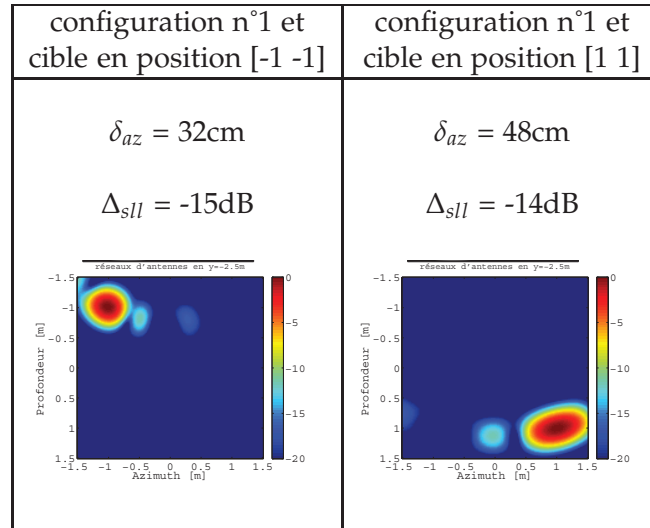 configuration n°1 et
cible en position [-1 -1]
configuration n°1 et
cible en position [1 1]
δaz = 32cm
Δsll = -15dB
δaz = 48cm
Δsll = -14dB
réseaux d'antennes en y=-2.5m
-1.5
-1
-0.5
0
0.5
1
1.5
Profondeur [m]
-1.5 -1 -0.5 0 0.5 1 1.5
Azimuth [m]
0
-5
-10
-15
-20
réseaux d'antennes en y=-2.5m
-1.5
-1
-0.5
0
0.5
1
1.5
Profondeur [m]
-1.5 -1 -0.5 0 0.5 1 1.5
Azimuth [m]
0
-5
-10
-15
-20